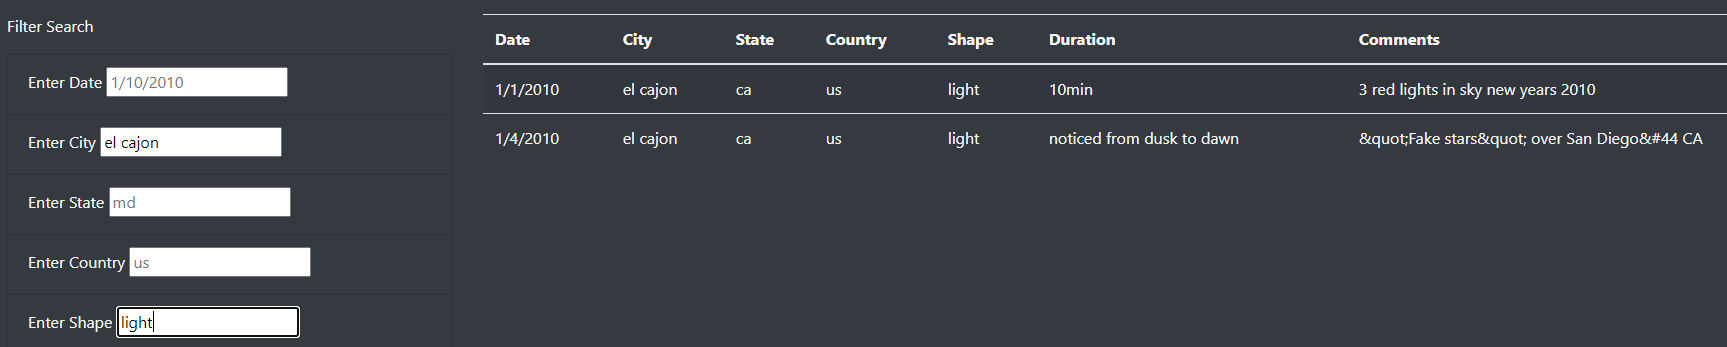 Filter Search
Enter Date 1/10/2010
Enter City el cajon
Enter State md
Enter Country us
Enter Shape light
Date City State Country Shape Duration Comments
1/1/2010 el cajon ca us light 10min 3 red lights in sky new years 2010
1/4/2010 el cajon ca us light noticed from dusk to dawn &quot;Fake stars&quot; over San Diego&#44 CA